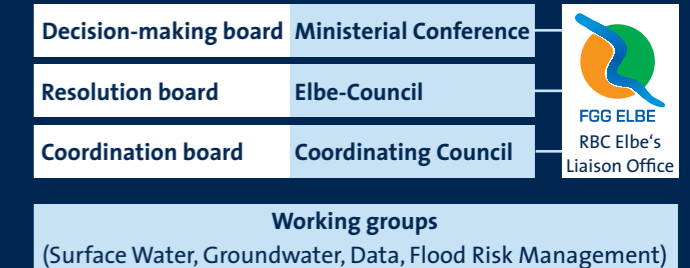 Decision-making board Ministerial Conference
Resolution board Elbe-Council
Coordination board Coordinating Council
FGG ELBE
RBC Elbe‘s
Liaison Office
Working groups
(Surface Water, Groundwater, Data, Flood Risk Management)